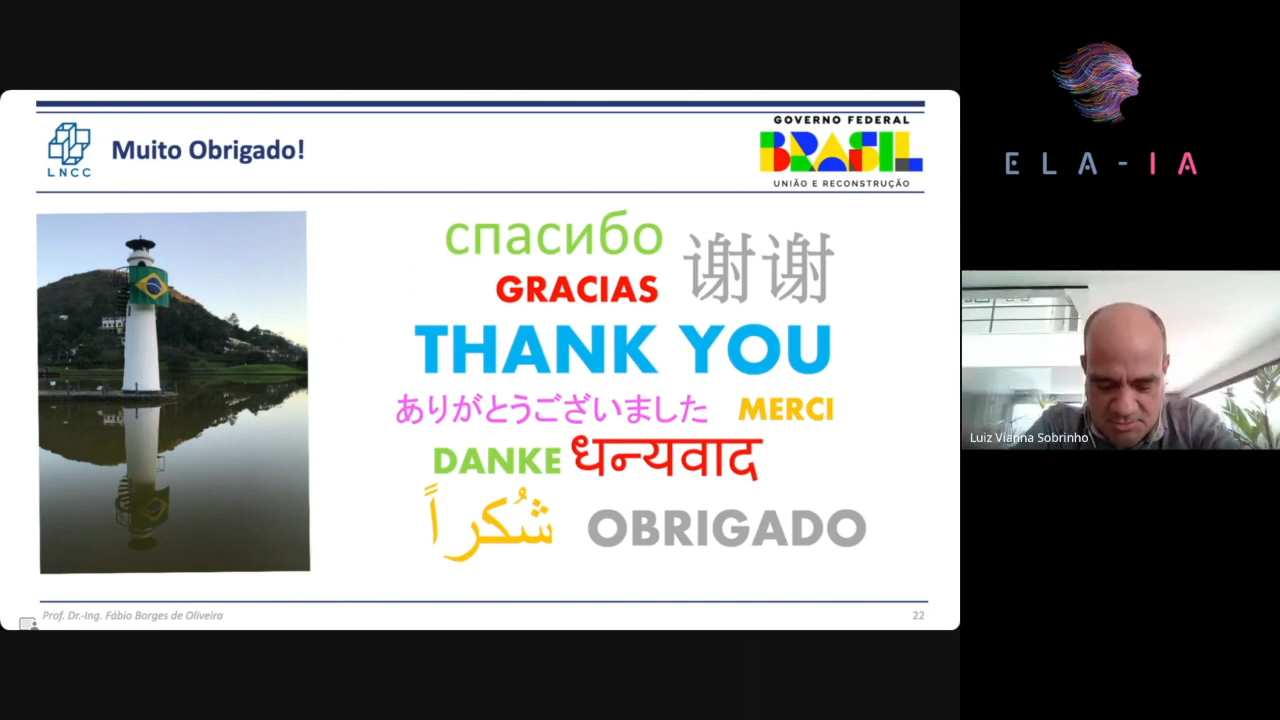 Muito Obrigado!
LNCC
GOVERNO FEDERAL
BRASIL
UNIÃO E RECONSTRUÇÃO
спасибо
谢谢
GRACIAS
THANK YOU
ありがとうございました
MERCI
DANKE
धन्यवाद
شُكراً
OBRIGADO
Prof. Dr.-Ing. Fábio Borges de Oliveira
22
ELA-IA
Luiz Vianna Sobrinho